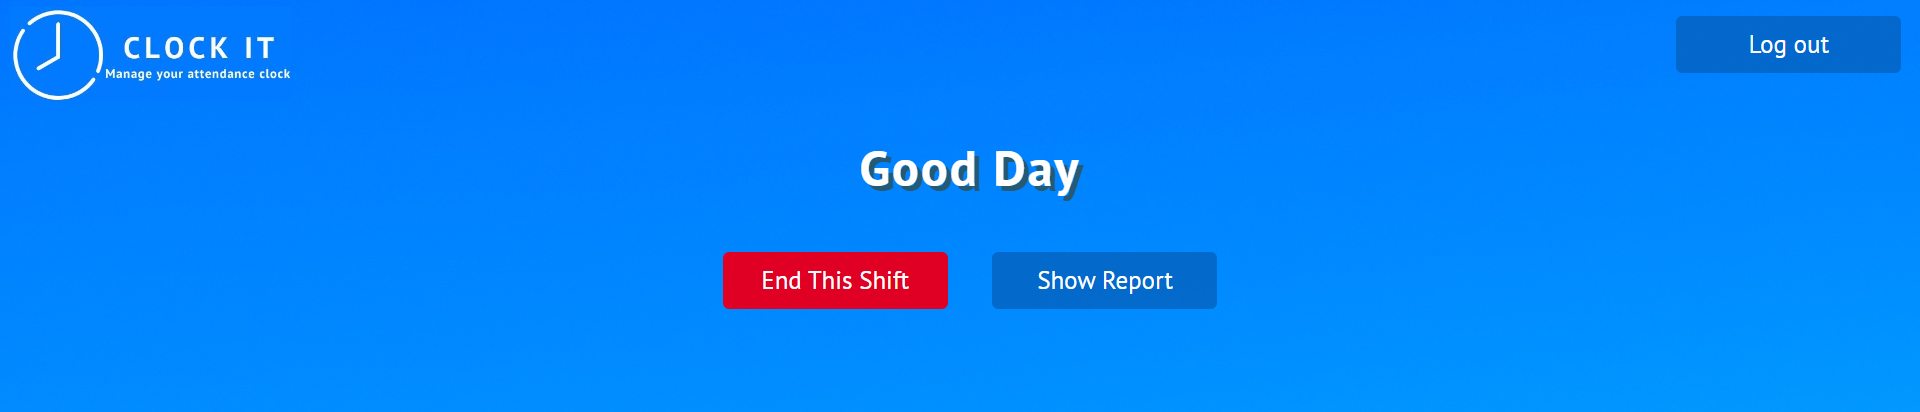 CLOCK IT
Manage your attendance clock
Log out
Good Day
End This Shift
Show Report